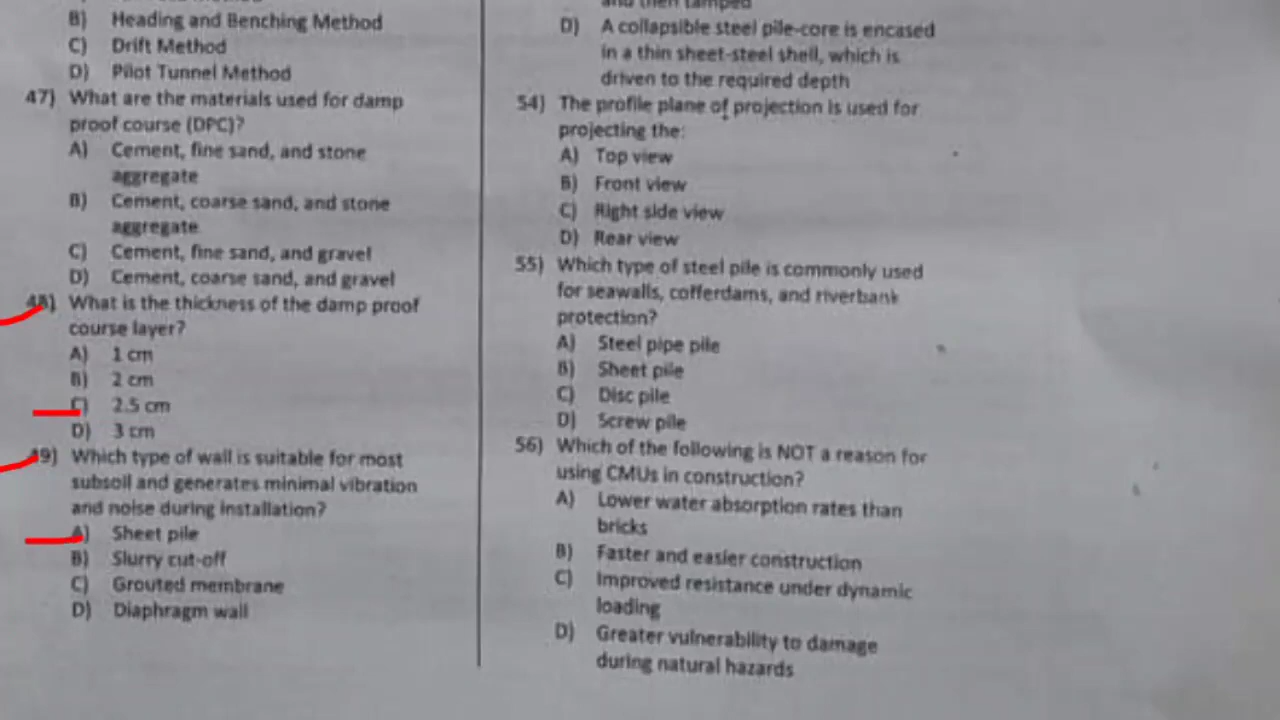 B) Heading and Benching Method
C) Drift Method
D) Pilot Tunnel Method
47) What are the materials used for damp
proof course (DPC)?
A) Cement, fine sand, and stone
aggregate
B) Cement, coarse sand, and stone
aggregate
C) Cement, fine sand, and gravel
D) Cement, coarse sand, and gravel
48) What is the thickness of the damp proof
course layer?
A) 1 cm
B) 2 cm
C) 2.5 cm
D) 3 cm
49) Which type of wall is suitable for most
subsoil and generates minimal vibration
and noise during installation?
A) Sheet pile
B) Slurry cut-off
C) Grouted membrane
D) Diaphragm wall
and then tamped
D) A collapsible steel pile-core is encased
in a thin sheet-steel shell, which is
driven to the required depth
54) The profile plane of projection is used for
projecting the:
A) Top view
B) Front view
C) Right side view
D) Rear view
55) Which type of steel pile is commonly used
for seawalls, cofferdams, and riverbank
protection?
A) Steel pipe pile
B) Sheet pile
C) Disc pile
D) Screw pile
56) Which of the following is NOT a reason for
using CMUs in construction?
A) Lower water absorption rates than
bricks
B) Faster and easier construction
C) Improved resistance under dynamic
loading
D) Greater vulnerability to damage
during natural hazards